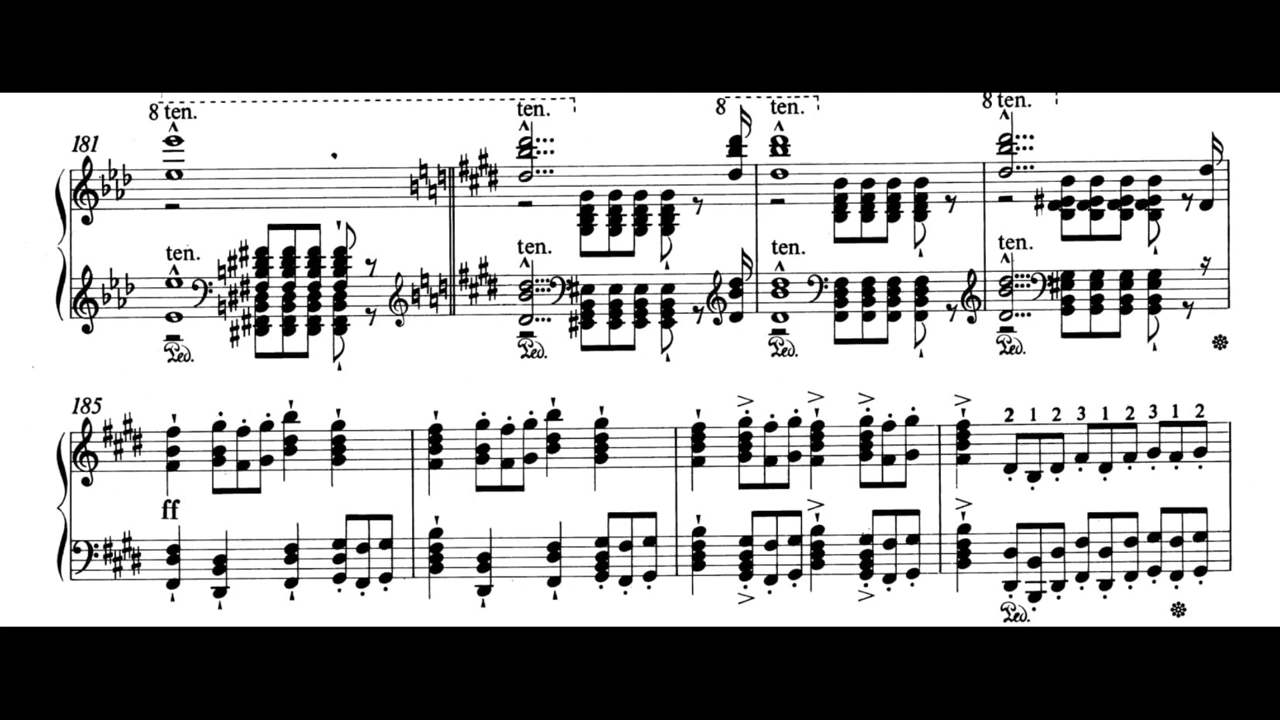 8 ten. ten. 8 ten. 8 ten.
181
ten. ten. ten. ten.
Ped. Ped. Ped. Ped.
185
2 1 2 3 1 2 3 1 2
ff
Ped.